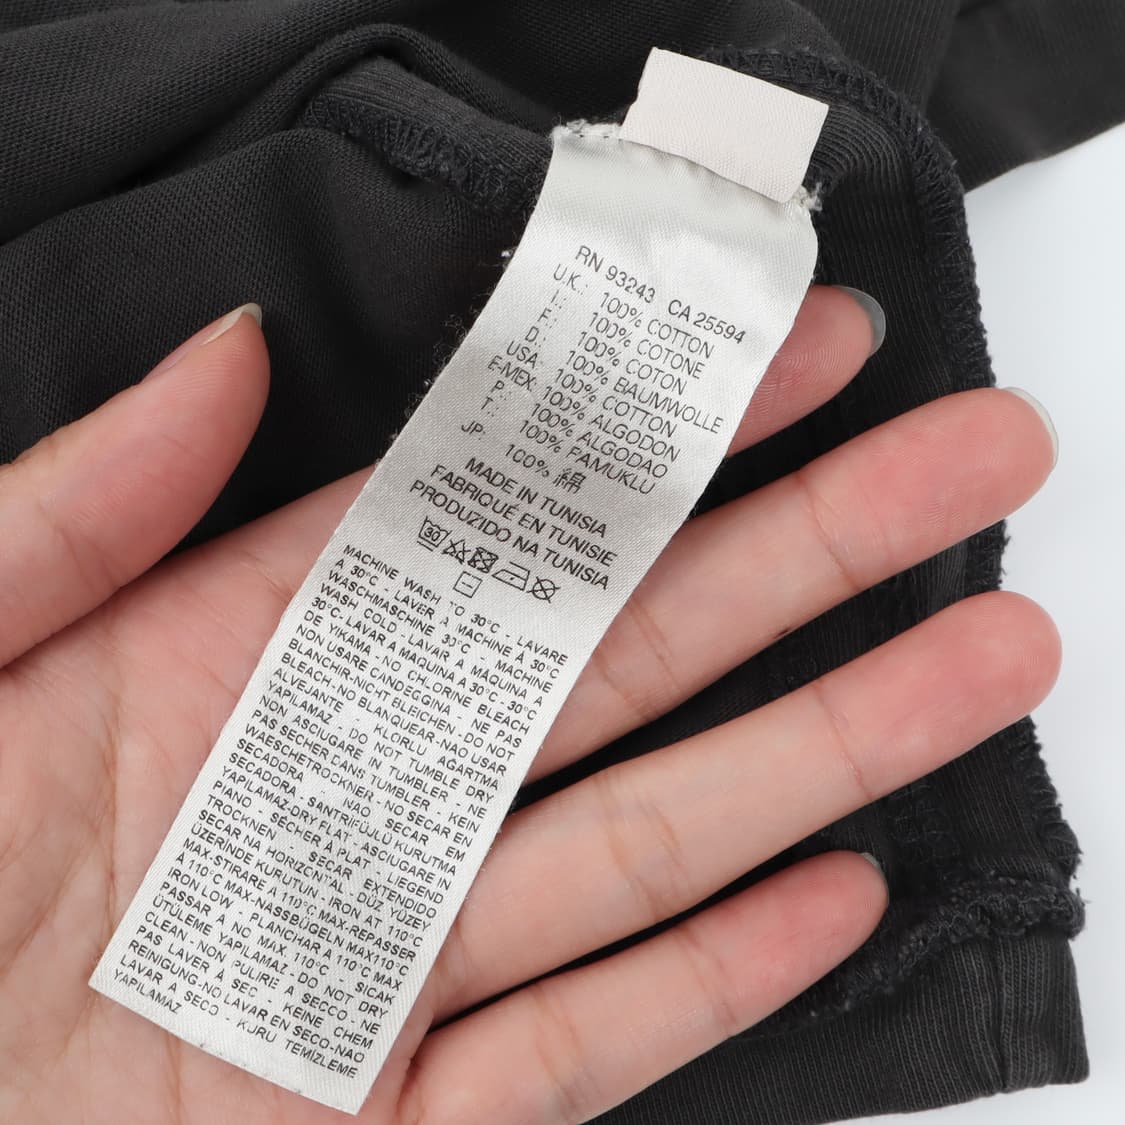 RN 93243 CA 25594
U.K.: 100% COTTON
I.: 100% COTONE
F.: 100% COTON
D.: 100% BAUMWOLLE
USA: 100% COTTON
E-MEX: 100% ALGODON
P.: 100% ALGODAO
T.: 100% PAMUKLU
JP: 100% 綿
MADE IN TUNISIA
FABRIQUÉ EN TUNISIE
PRODUZIDO NA TUNISIA
30
MACHINE WASH TO 30°C - LAVARE
A 30°C - LAVER À MACHINE À 30°C
WASCHMASCHINE 30°C - MACHINE
WASH COLD - LAVAR A MAQUINA A
30°C- LAVAR A MAQUINA A 30°C- 30°C
DE YIKAMA - NO CHLORINE BLEACH
NON USARE CANDEGGINA - NE PAS
BLANCHIR-NICHT BLEICHEN - DO NOT
BLEACH - NO BLANQUEAR-NAO USAR
ALVEJANTE - KLORLU AĞARTMA
YAPILAMAZ - DO NOT TUMBLE DRY
NON ASCIUGARE IN TUMBLER - NE
PAS SÉCHER DANS TUMBLER - KEIN
WAESCHETROCKNER - NO SECAR EN
SECADORA - NAO SECAR EM
SECADORA - SANTRIFÜJLÜ KURUTMA
YAPILAMAZ-DRY FLAT - ASCIUGARE IN
PIANO - SÉCHER À PLAT - LIEGEND
TROCKNEN - SECAR EXTENDIDO
SECAR NA HORIZONTAL - DÜZ YÜZEY
ÜZERINDE KURUTUN - IRON AT 110°C
MAX-STIRARE A 110°C MAX-REPASSER
À 110°C MAX-NASSBÜGELN MAX110°C
IRON LOW - PLANCHAR A 110°C MAX
PASSAR A NO MAX. 110°C - SICAK
ÜTÜLEME YAPILAMAZ - DO NOT DRY
CLEAN - NON PULIRE A SECCO - NE
PAS LAVER À SEC - KEINE CHEM
REINIGUNG-NO LAVAR EN SECO-NAO
LAVAR A SECO - KURU TEMIZLEME
YAPILAMAZ